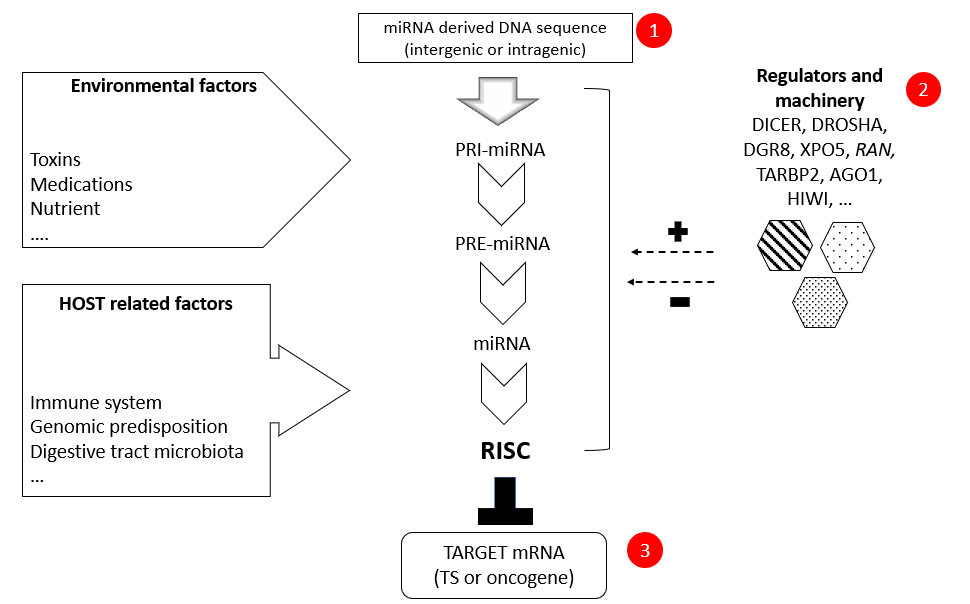 miRNA derived DNA sequence
(intergenic or intragenic)
1
Environmental factors
Toxins
Medications
Nutrient
....
HOST related factors
Immune system
Genomic predisposition
Digestive tract microbiota
...
PRI-miRNA
PRE-miRNA
miRNA
RISC
TARGET mRNA
(TS or oncogene)
3
Regulators and
machinery
2
DICER, DROSHA,
DGR8, XPO5, RAN,
TARBP2, AGO1,
HIWI, ...